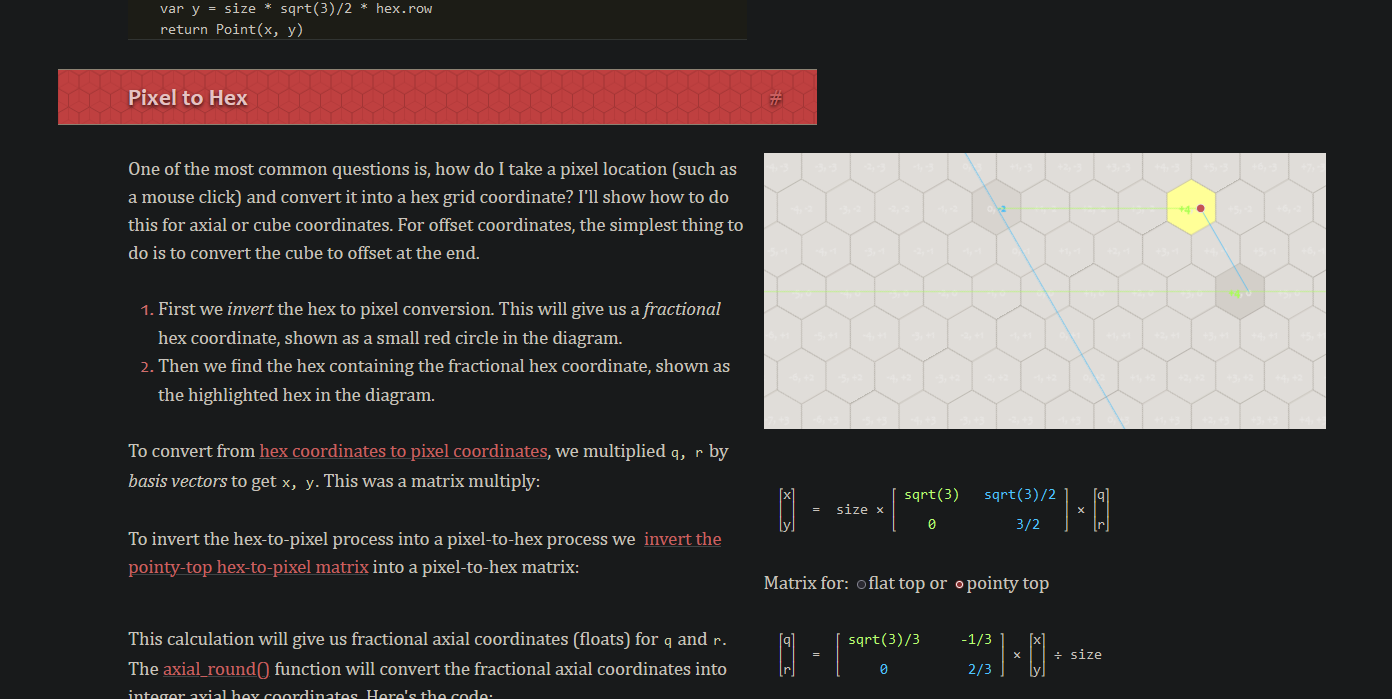 var y = size * sqrt(3)/2 * hex.row
return Point(x, y)
Pixel to Hex #
One of the most common questions is, how do I take a pixel location (such as
a mouse click) and convert it into a hex grid coordinate? I'll show how to do
this for axial or cube coordinates. For offset coordinates, the simplest thing to
do is to convert the cube to offset at the end.
1. First we invert the hex to pixel conversion. This will give us a fractional
hex coordinate, shown as a small red circle in the diagram.
2. Then we find the hex containing the fractional hex coordinate, shown as
the highlighted hex in the diagram.
To convert from hex coordinates to pixel coordinates, we multiplied q, r by
basis vectors to get x, y. This was a matrix multiply:
To invert the hex-to-pixel process into a pixel-to-hex process we invert the
pointy-top hex-to-pixel matrix into a pixel-to-hex matrix:
This calculation will give us fractional axial coordinates (floats) for q and r.
The axial_round() function will convert the fractional axial coordinates into
integer axial hex coordinates. Here's the code:
x sqrt(3) sqrt(3)/2 q
= size × ×
y 0 3/2 r
Matrix for: flat top or pointy top
q sqrt(3)/3 -1/3 x
= × ÷ size
r 0 2/3 y